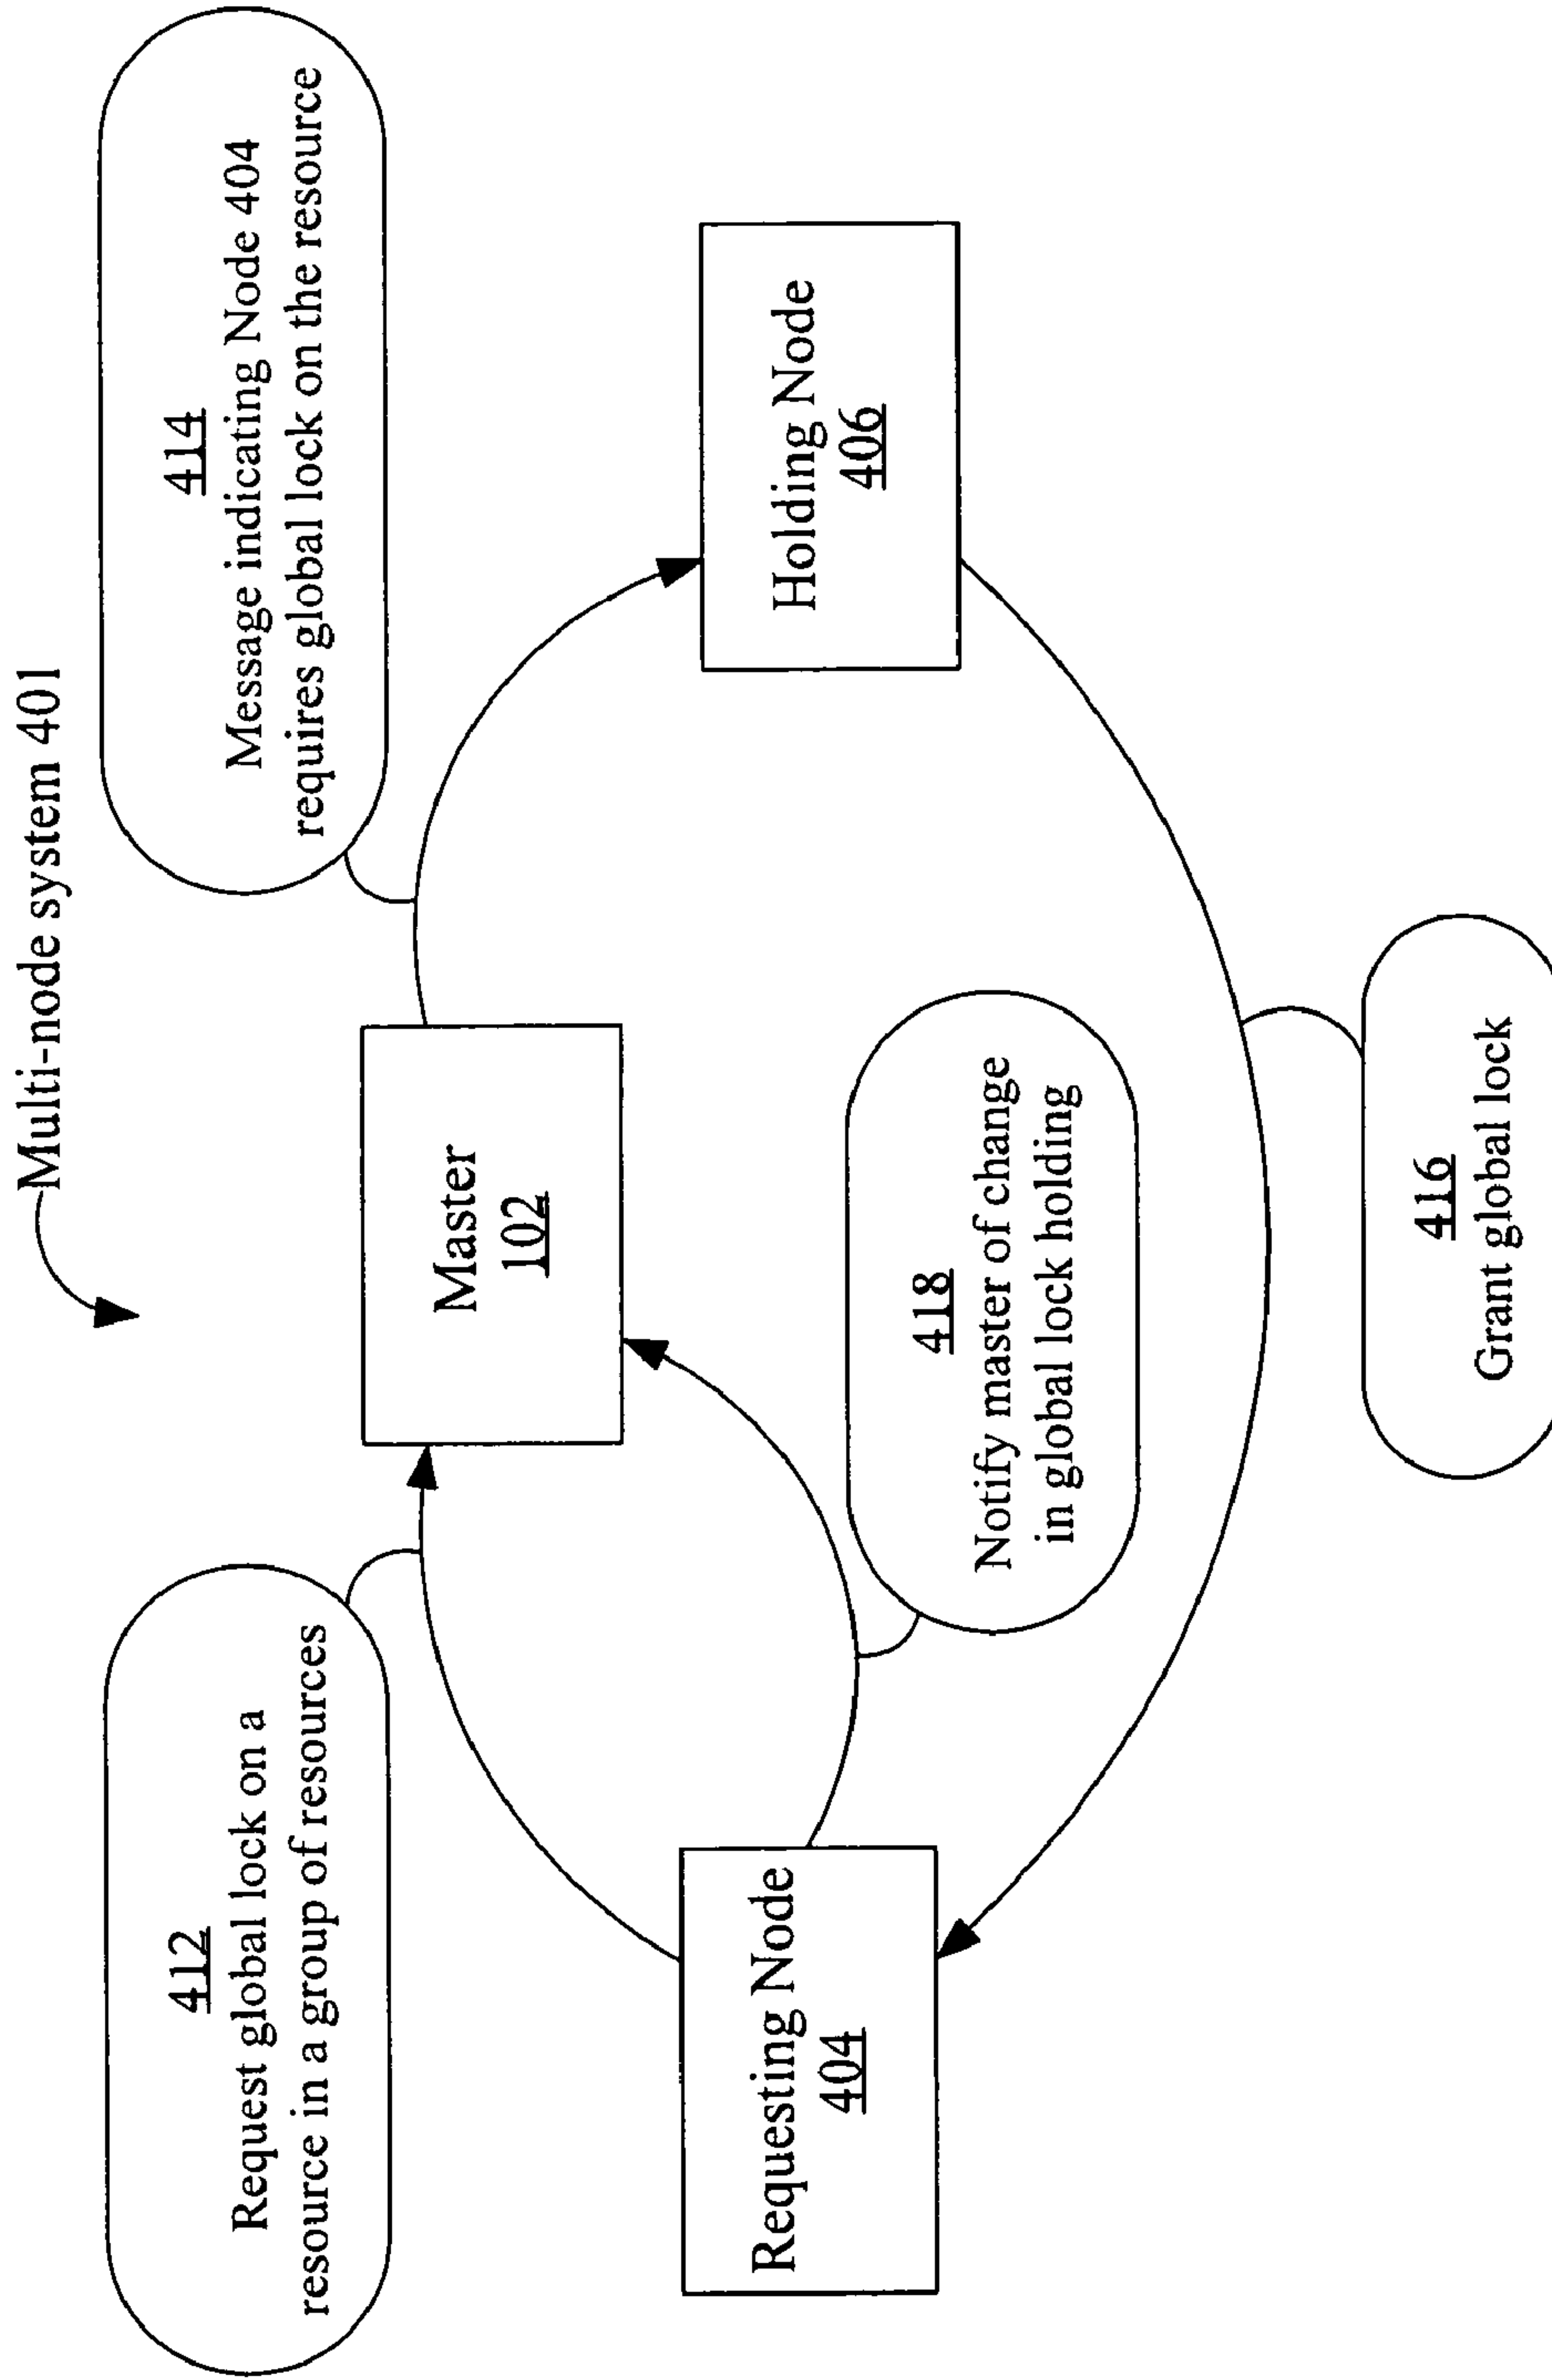 Multi-node system 401
412
Request global lock on a
resource in a group of resources
414
Message indicating Node 404
requires global lock on the resource
Master
102
Requesting Node
404
Holding Node
406
418
Notify master of change
in global lock holding
416
Grant global lock